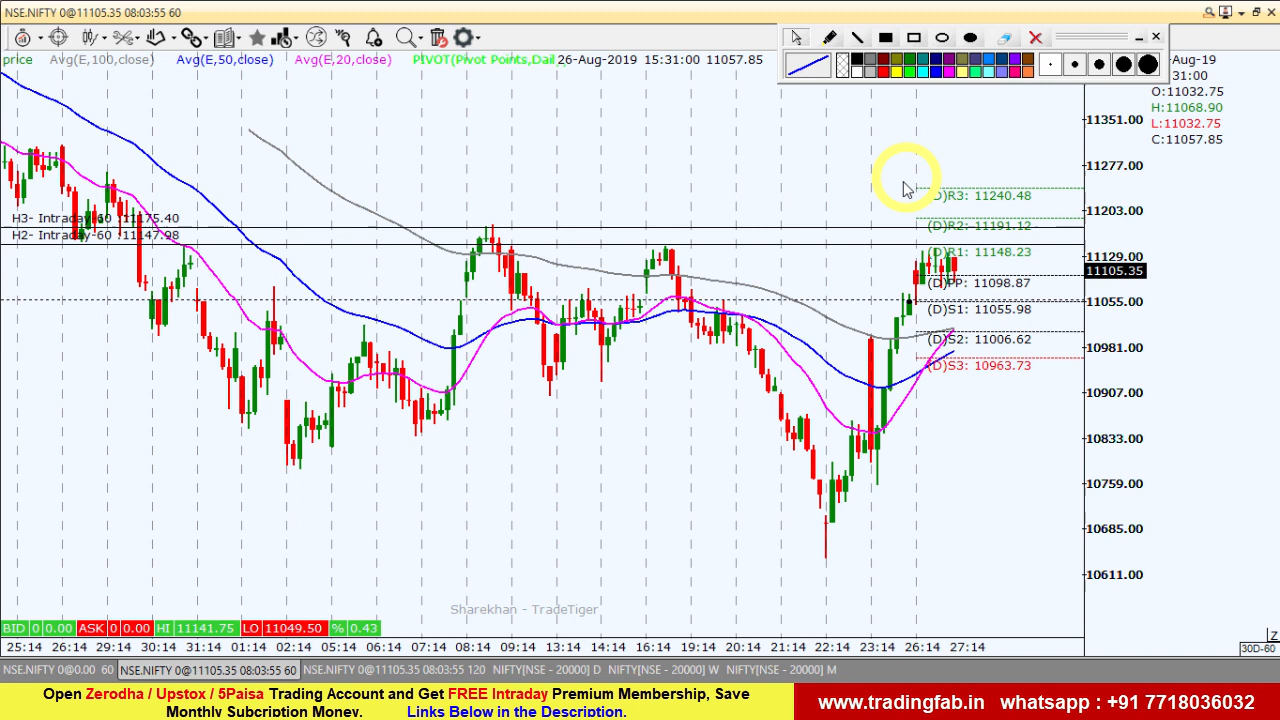 NSE.NIFTY 0@11105.35 08:03:55 60
price Avg(E,100,close) Avg(E,50,close) Avg(E,20,close) PIVOT(Pivot Points,Dail 26-Aug-2019 15:31:00 11057.85
Aug-19
31:00
O:11032.75
H:11068.90
L:11032.75
C:11057.85
11351.00
11277.00
(D)R3: 11240.48
11203.00
H3- Intraday-60 :11175.40
(D)R2: 11191.12
H2- Intraday-60 :11147.98
(D)R1: 11148.23
11129.00
11105.35
(D)PP: 11098.87
11055.00
(D)S1: 11055.98
(D)S2: 11006.62
10981.00
(D)S3: 10963.73
10907.00
10833.00
10759.00
10685.00
10611.00
Sharekhan - TradeTiger
BID 0 0.00 ASK 0 0.00 HI 11141.75 LO 11049.50 % 0.43
Z
25:14 26:14 29:14 30:14 31:14 01:14 02:14 05:14 06:14 07:14 08:14 09:14 13:14 14:14 16:14 19:14 20:14 21:14 22:14 23:14 26:14 27:14 30D-60
NSE.NIFTY 0@0.00 60 NSE.NIFTY 0@11105.35 08:03:55 60 NSE.NIFTY 0@11105.35 08:03:55 120 NIFTY[NSE - 20000] D NIFTY[NSE - 20000] W NIFTY[NSE - 20000] M
Open Zerodha / Upstox / 5Paisa Trading Account and Get FREE Intraday Premium Membership, Save
Monthly Subcription Money. Links Below in the Description.
www.tradingfab.in whatsapp : +91 7718036032